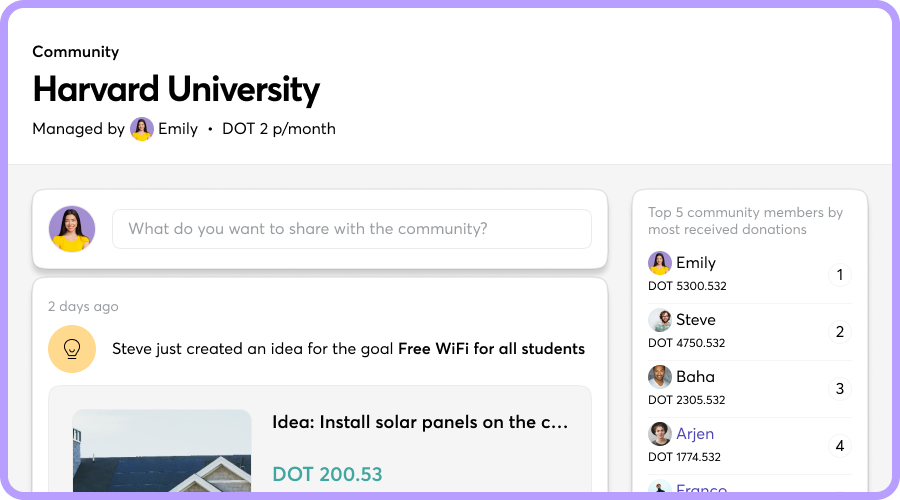 Community
Harvard University
Managed by Emily • DOT 2 p/month
What do you want to share with the community?
2 days ago
Steve just created an idea for the goal Free WiFi for all students
Idea: Install solar panels on the c...
DOT 200.53
Top 5 community members by
most received donations
Emily
DOT 5300.532
1
Steve
DOT 4750.532
2
Baha
DOT 2305.532
3
Arjen
DOT 1774.532
4
Franco